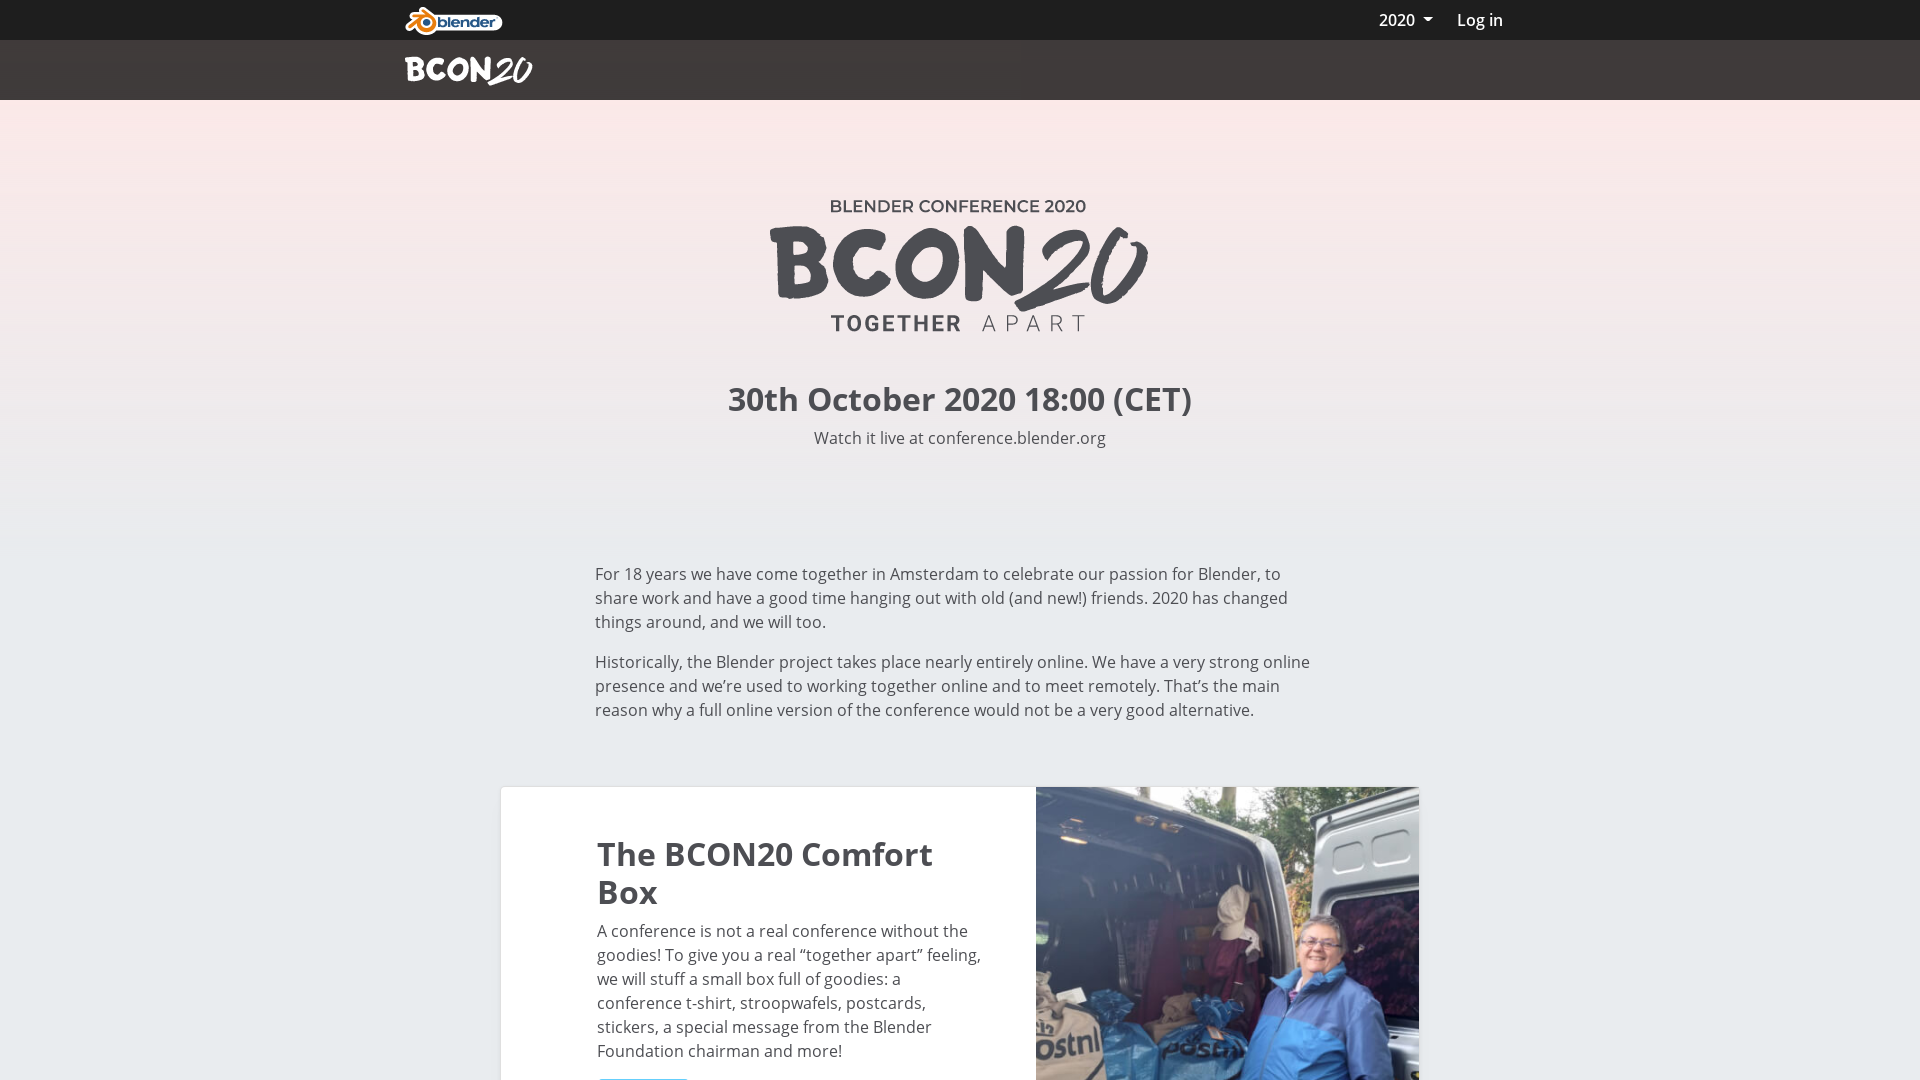 blender
2020
Log in
BCON20
BLENDER CONFERENCE 2020
BCON20
TOGETHER APART
30th October 2020 18:00 (CET)
Watch it live at conference.blender.org
For 18 years we have come together in Amsterdam to celebrate our passion for Blender, to
share work and have a good time hanging out with old (and new!) friends. 2020 has changed
things around, and we will too.
Historically, the Blender project takes place nearly entirely online. We have a very strong online
presence and we’re used to working together online and to meet remotely. That’s the main
reason why a full online version of the conference would not be a very good alternative.
The BCON20 Comfort
Box
A conference is not a real conference without the
goodies! To give you a real “together apart” feeling,
we will stuff a small box full of goodies: a
conference t-shirt, stroopwafels, postcards,
stickers, a special message from the Blender
Foundation chairman and more!
ostnl
postn